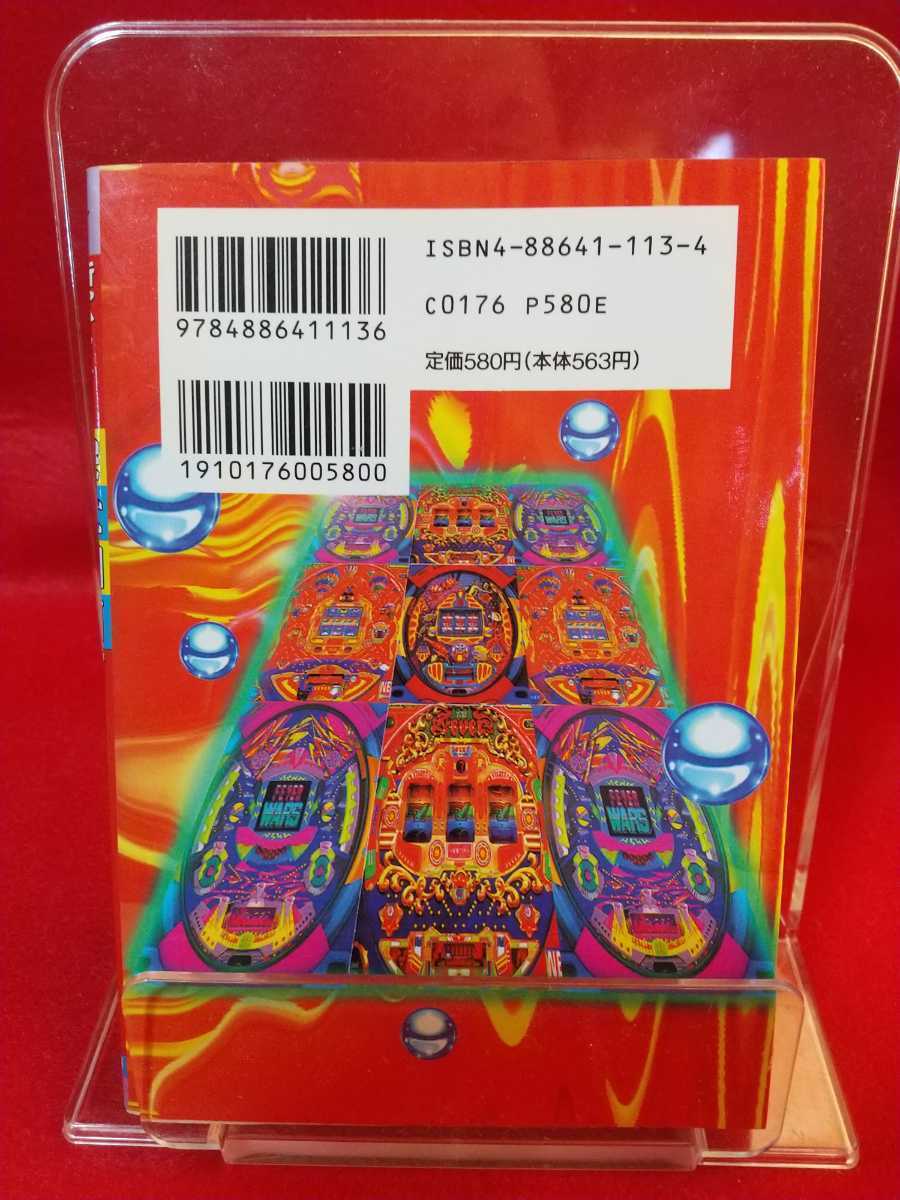 ISBN4-88641-113-4
9784886411136
C0176 P580E
定価580円(本体563円)
1910176005800
FEVER
WARS
FEVER
WARS